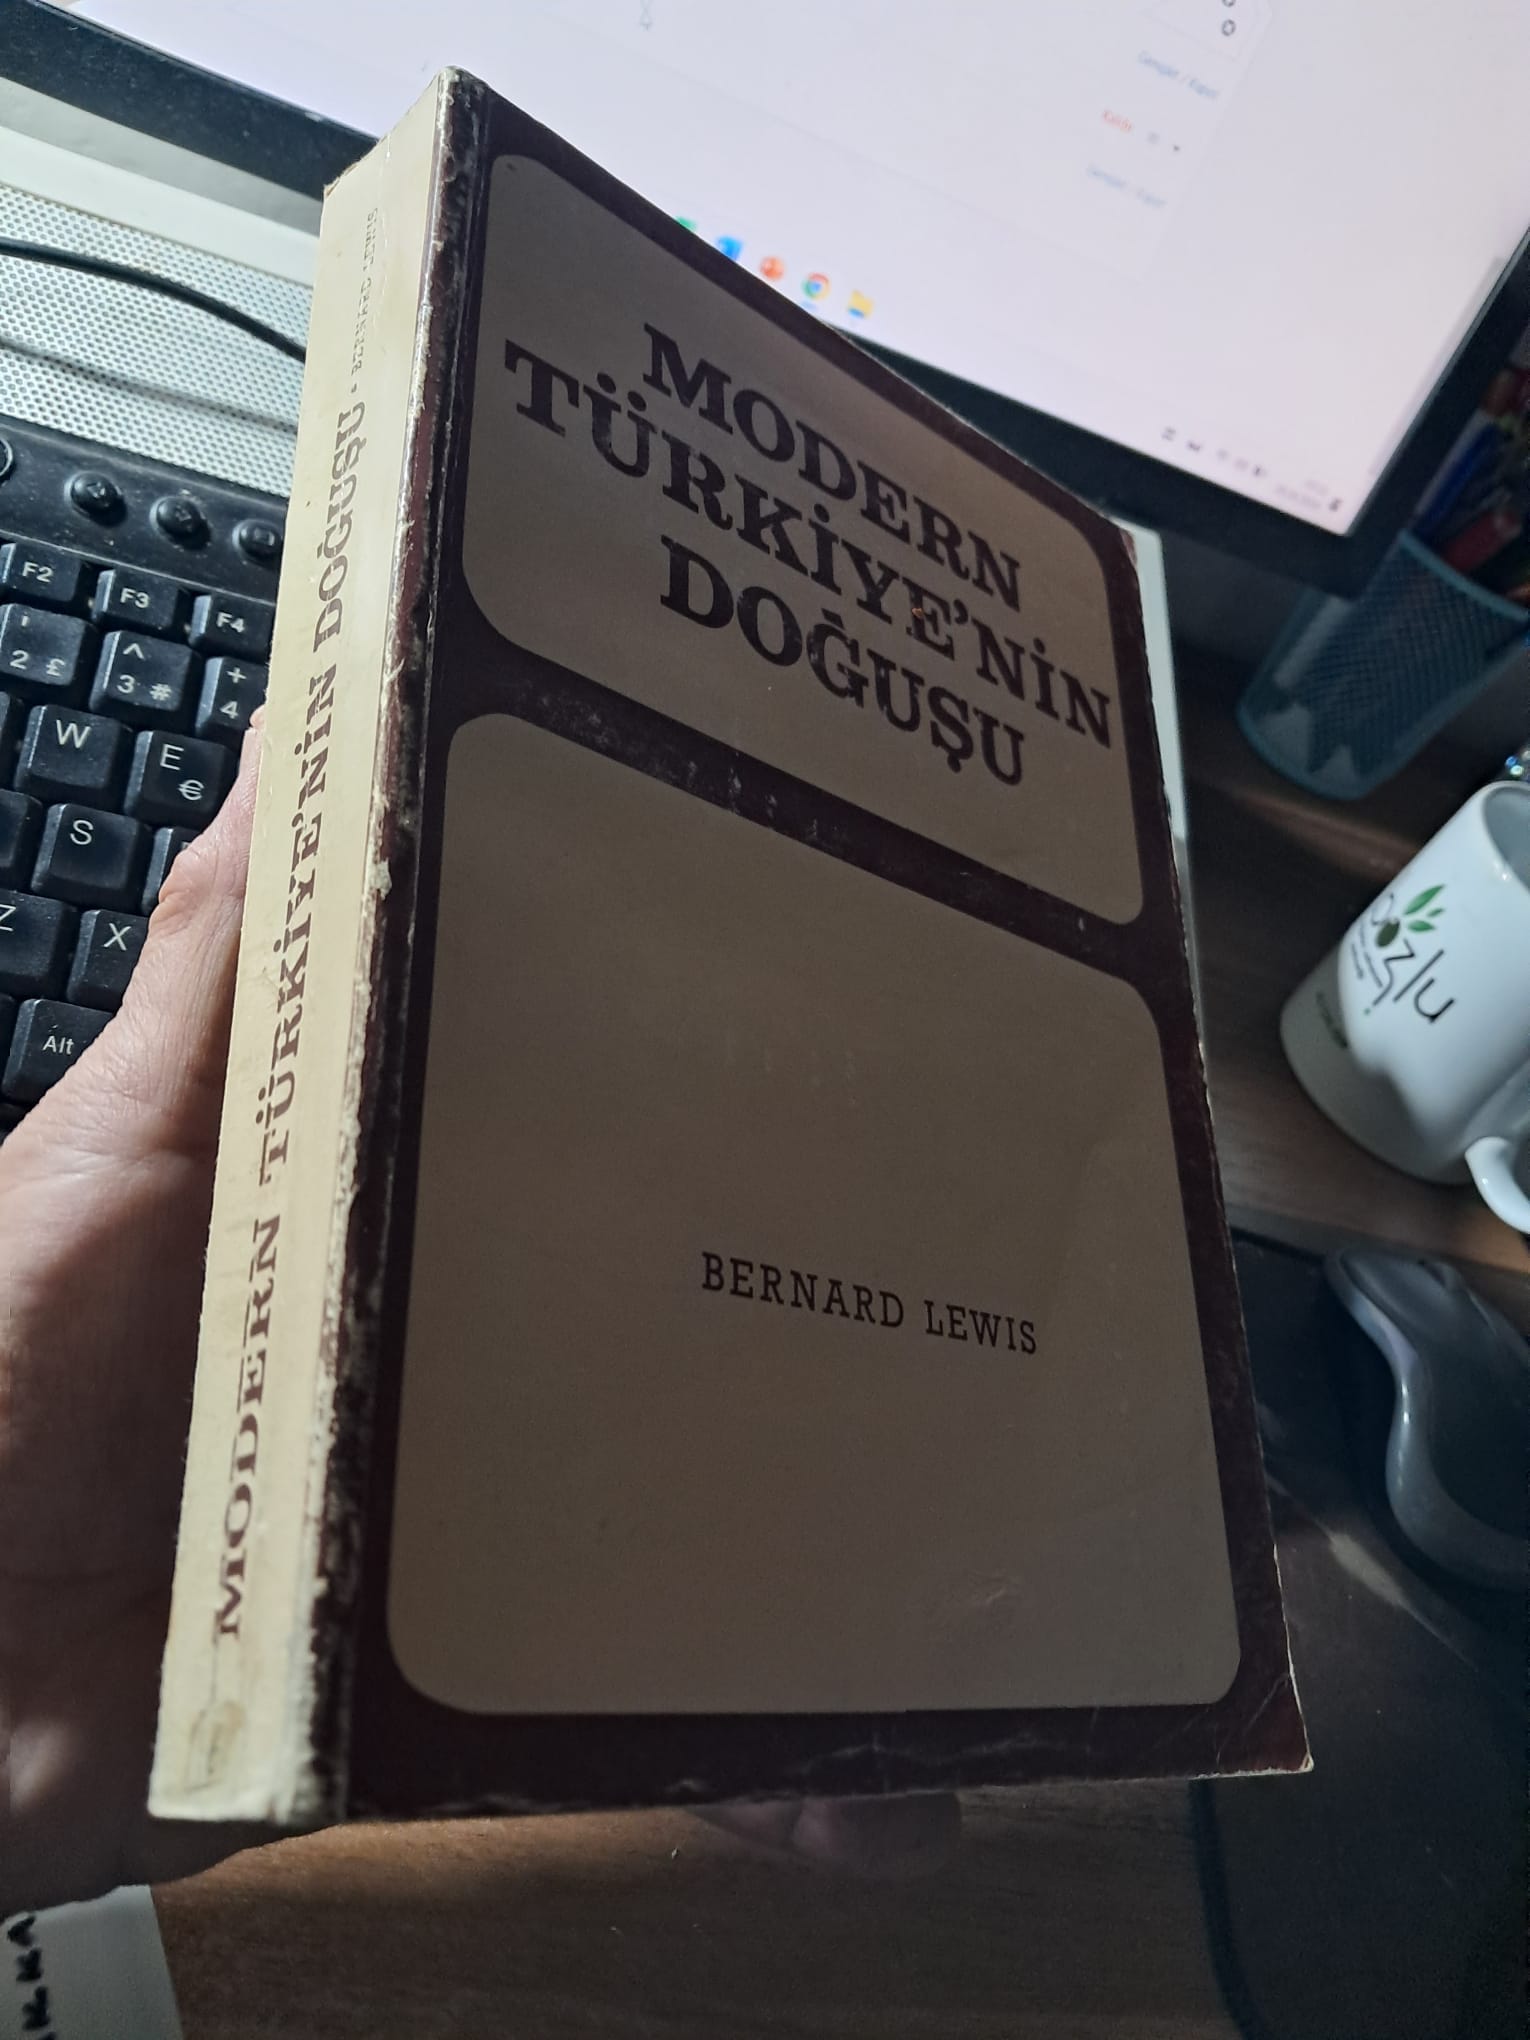 MODERN
TÜRKİYE'NİN
DOĞUŞU
BERNARD LEWIS
MODERN TÜRKİYE'NİN DOĞUŞU • BERNARD LEWIS
F2
F3
F4
'
2 £
^
3 #
+
4
W
E
€
S
Z
X
Alt